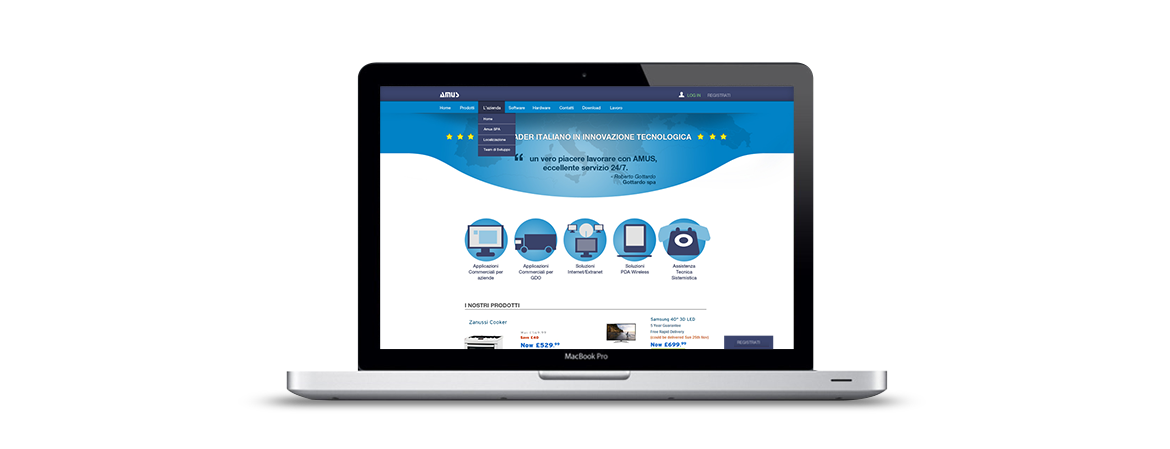 AMUS
LOG IN REGISTRATI
Home Prodotti L'azienda Software Hardware Contatti Download Lavoro
Home
Amus SPA
Localizzazione
Team di Sviluppo
ADER ITALIANO IN INNOVAZIONE TECNOLOGICA
“ un vero piacere lavorare con AMUS,
eccellente servizio 24/7.
- Roberto Gottardo
Gottardo spa
Applicazioni
Commerciali per
aziende
Applicazioni
Commerciali per
GDO
Soluzioni
Internet/Extranet
Soluzioni
PDA Wireless
Assistenza
Tecnica
Sistemistica
I NOSTRI PRODOTTI
Zanussi Cooker
Save £60
Now £529.99
Samsung 40" 3D LED
5 Year Guarantee
Free Rapid Delivery
Now £699.99
REGISTRATI
MacBook Pro